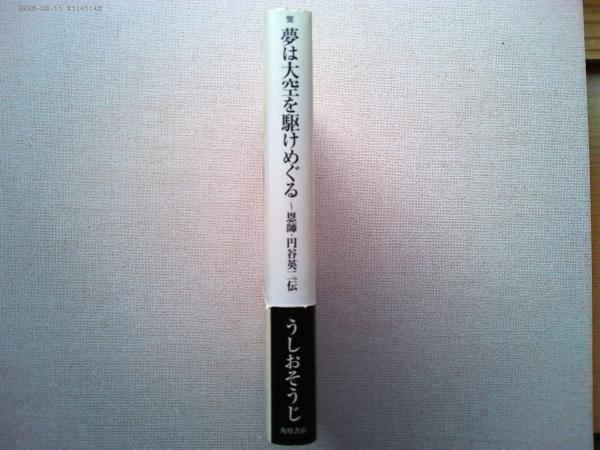 夢は大空を駆けめぐる
~恩師・円谷英二伝
うしおそうじ
角川書店